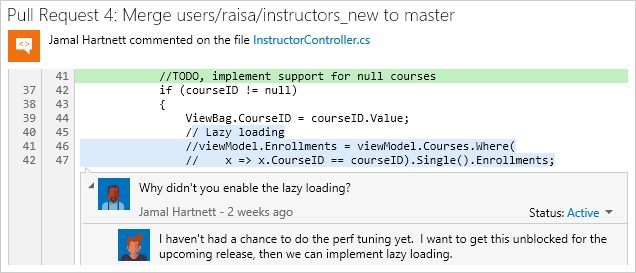 Pull Request 4: Merge users/raisa/instructors_new to master
Jamal Hartnett commented on the file InstructorController.cs
41 //TODO, implement support for null courses
37 42 if (courseID != null)
38 43 {
39 44 ViewBag.CourseID = courseID.Value;
40 45 // Lazy loading
41 46 //viewModel.Enrollments = viewModel.Courses.Where(
42 47 //    x => x.CourseID == courseID).Single().Enrollments;
Why didn't you enable the lazy loading?
Jamal Hartnett - 2 weeks ago Status: Active
I haven't had a chance to do the perf tuning yet.  I want to get this unblocked for the
upcoming release, then we can implement lazy loading.